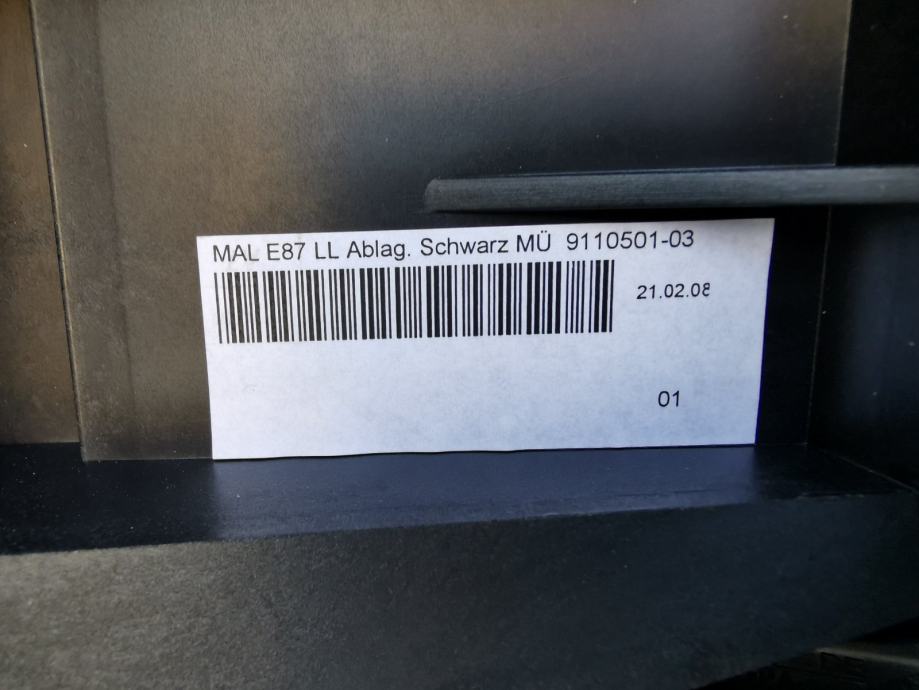 MAL E87 LL Ablag. Schwarz MÜ 9110501-03
21.02.08
01